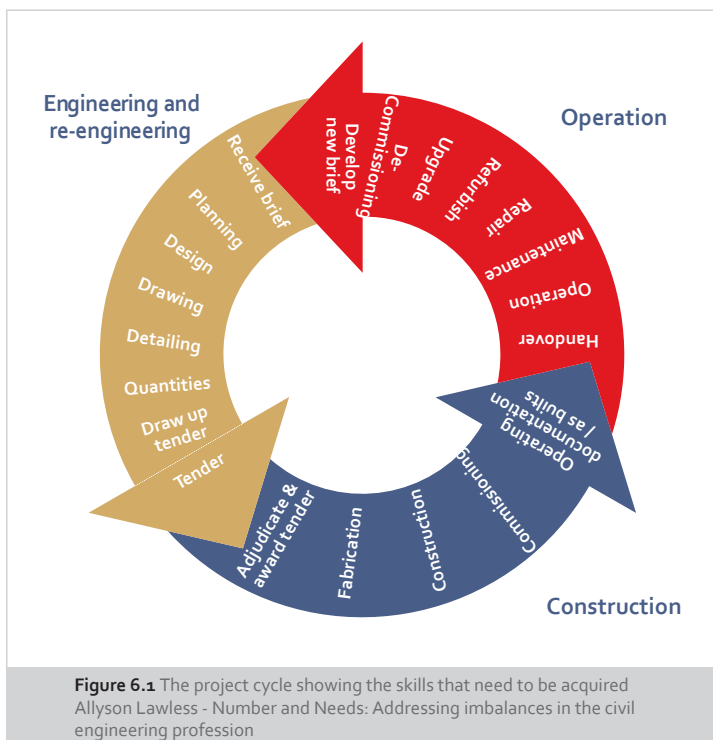 Engineering and
re-engineering
Receive brief
Planning
Design
Drawing
Detailing
Quantities
Draw up
tender
Tender
Adjudicate &
award tender
Fabrication
Construction
Commissioning
Operating
documentation
/ as builts
Construction
Handover
Operation
Maintenance
Repair
Refurbish
Upgrade
De-
Commissioning
Develop
new brief
Operation
Figure 6.1 The project cycle showing the skills that need to be acquired
Allyson Lawless - Number and Needs: Addressing imbalances in the civil
engineering profession